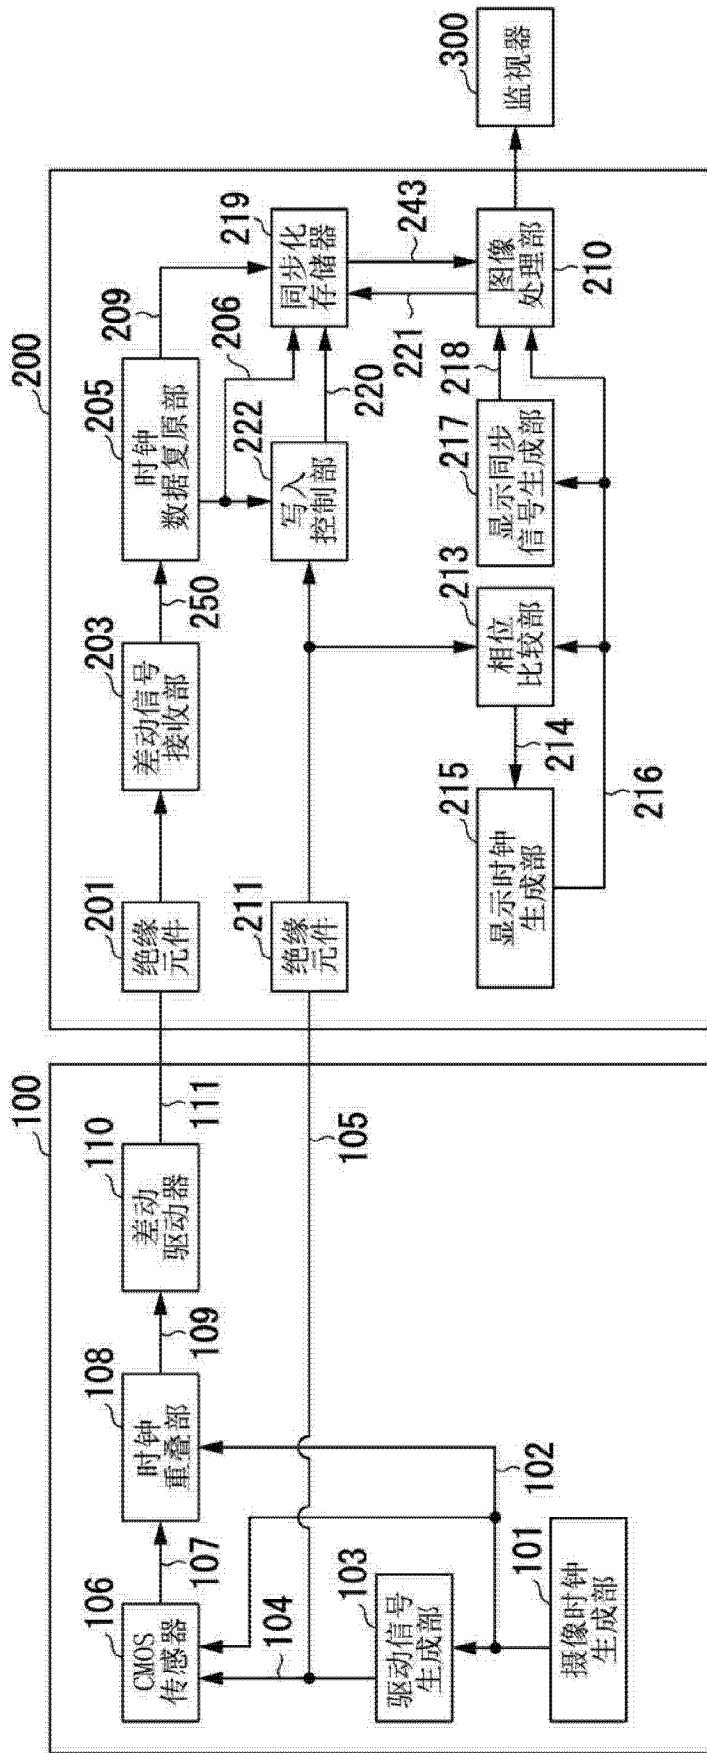 100
106
CMOS
传感器
107
108
时钟
重叠部
109
110
差动
驱动器
111
104
105
103
驱动信号
生成部
102
101
摄像时钟
生成部
200
201
绝缘
元件
203
差动信号
接收部
250
205
时钟
数据复原部
209
211
绝缘
元件
222
写入
控制部
206
220
219
同步化
存储器
221
243
215
显示时钟
生成部
214
213
相位
比较部
217
显示同步
信号生成部
218
图像
处理部
210
216
300
监视器